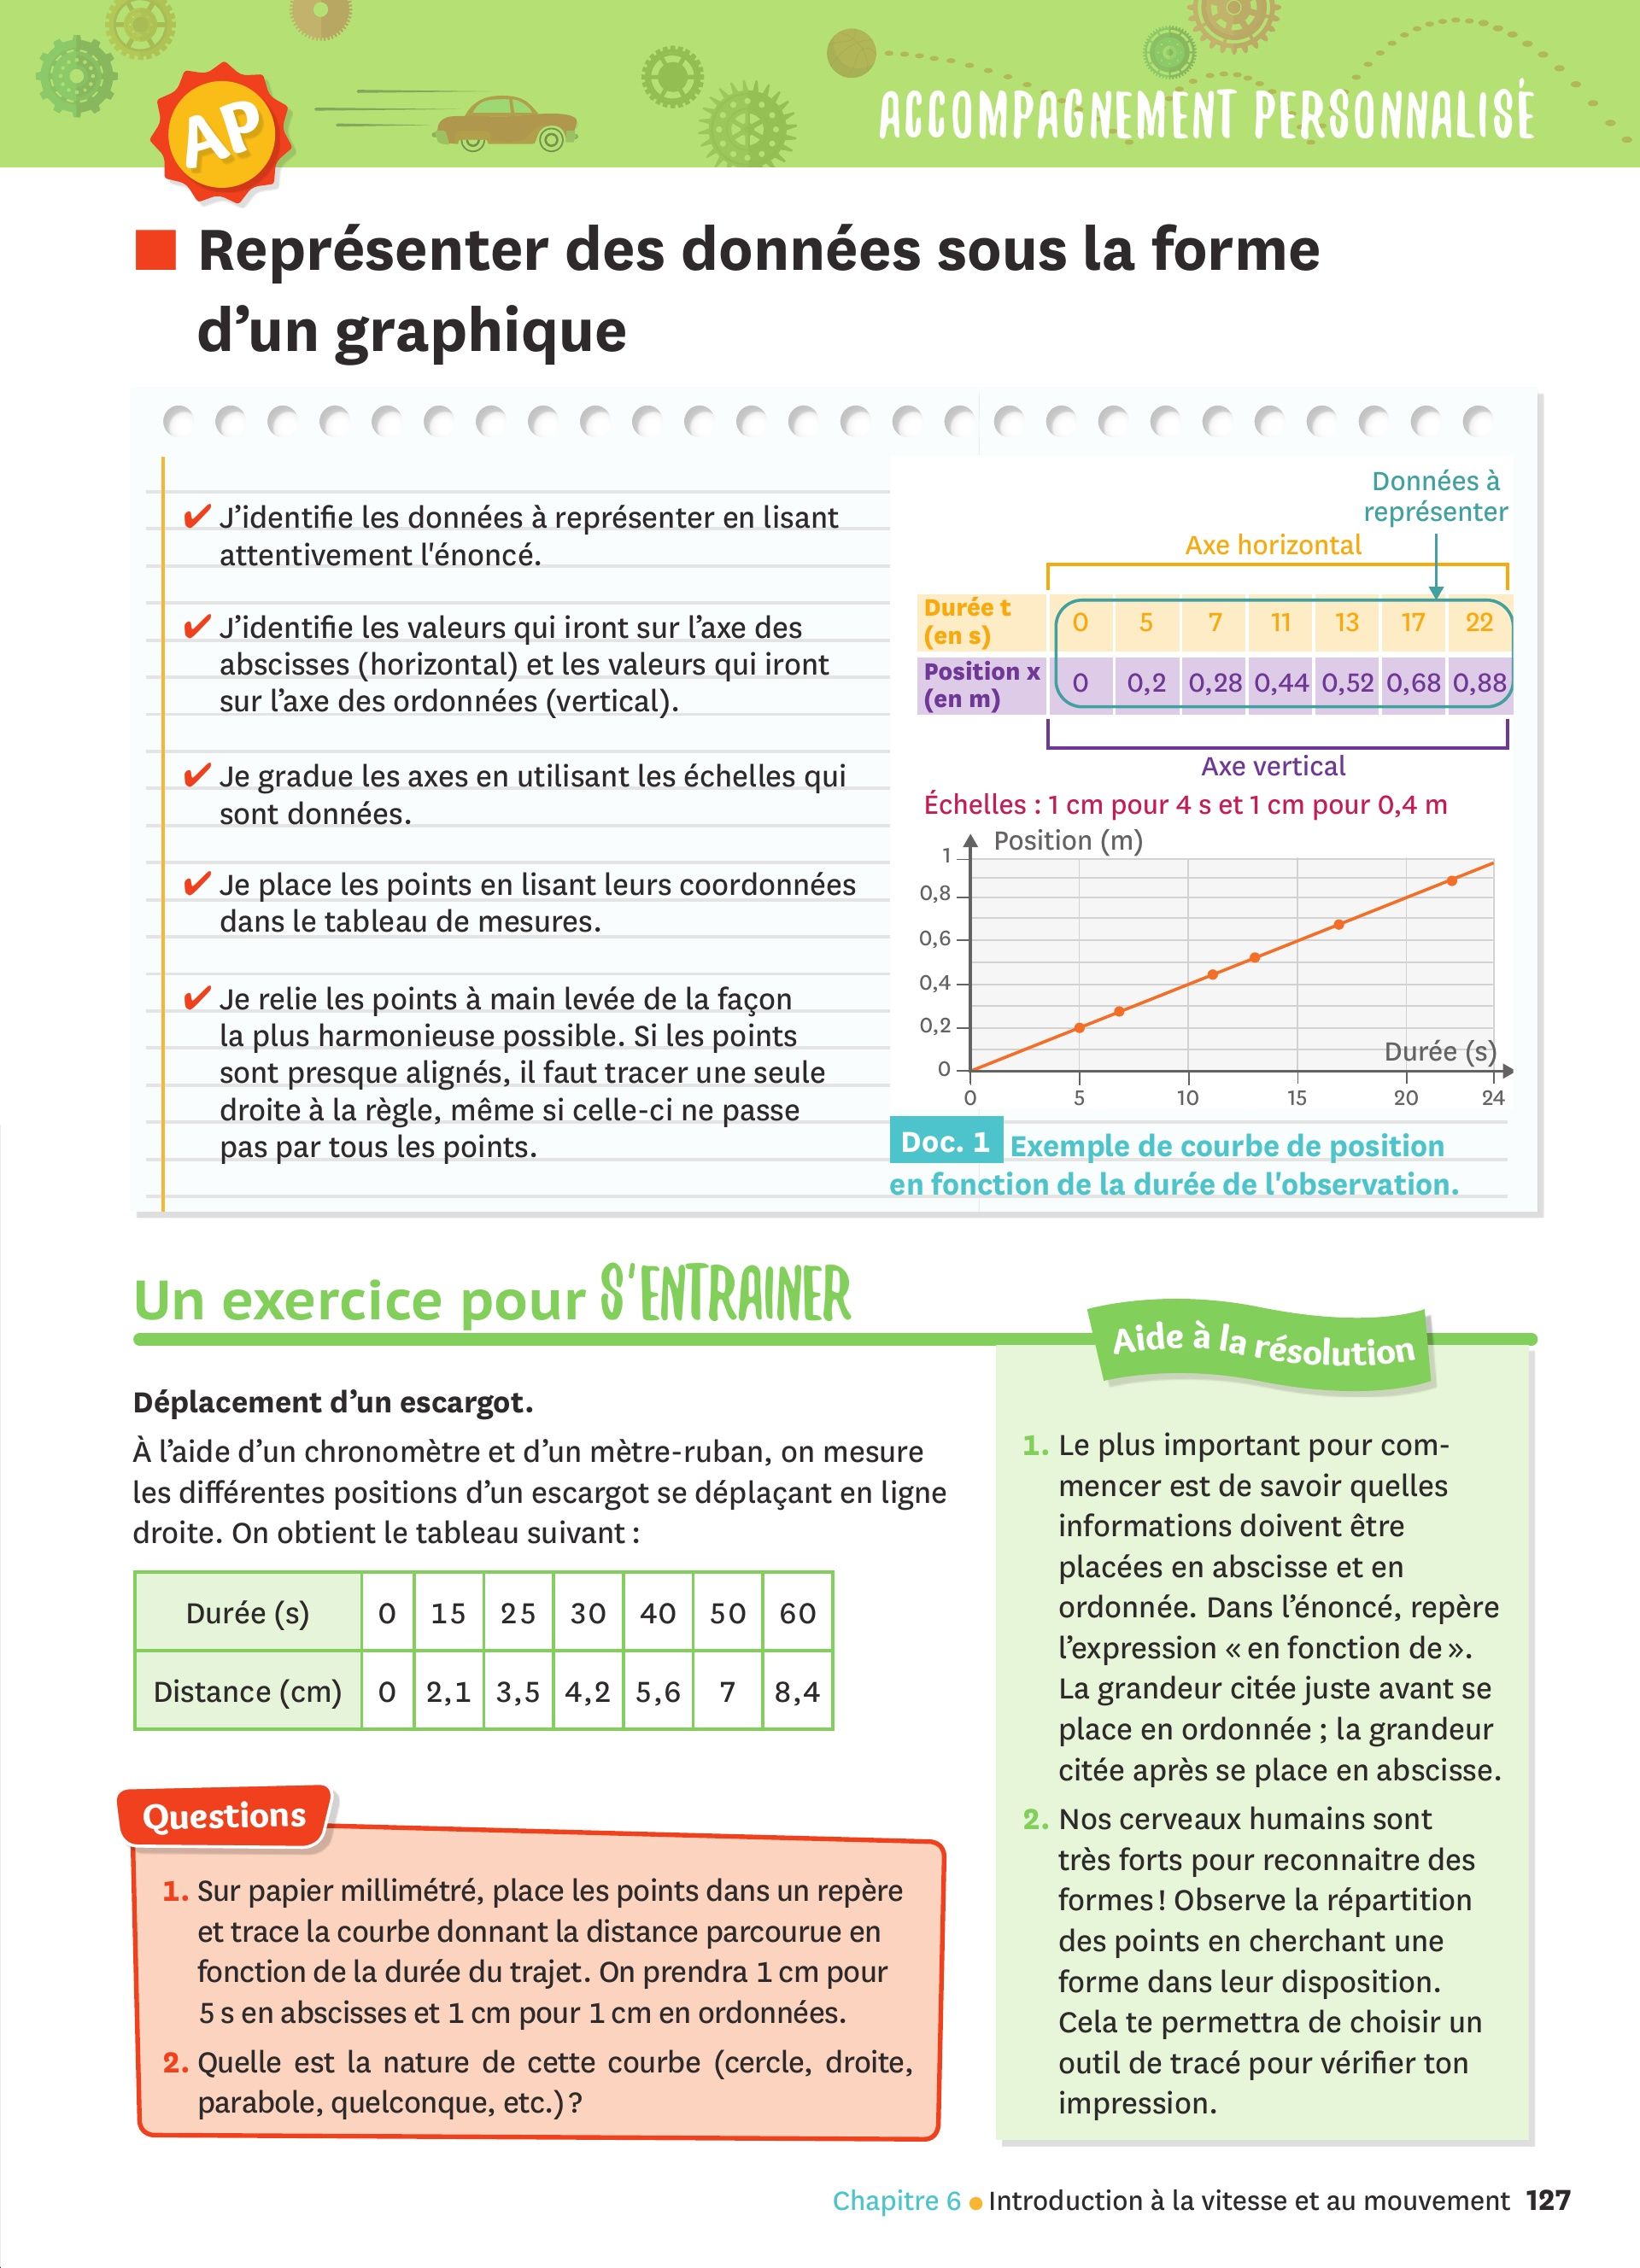 AP
ACCOMPAGNEMENT PERSONNALISÉ
Représenter des données sous la forme
d’un graphique
✔ J’identifie les données à représenter en lisant
attentivement l'énoncé.
✔ J’identifie les valeurs qui iront sur l’axe des
abscisses (horizontal) et les valeurs qui iront
sur l’axe des ordonnées (vertical).
✔ Je gradue les axes en utilisant les échelles qui
sont données.
✔ Je place les points en lisant leurs coordonnées
dans le tableau de mesures.
✔ Je relie les points à main levée de la façon
la plus harmonieuse possible. Si les points
sont presque alignés, il faut tracer une seule
droite à la règle, même si celle-ci ne passe
pas par tous les points.
Données à
représenter
Axe horizontal
Durée t
(en s)
0 5 7 11 13 17 22
Position x
(en m)
0 0,2 0,28 0,44 0,52 0,68 0,88
Axe vertical
Échelles : 1 cm pour 4 s et 1 cm pour 0,4 m
Position (m)
1
0,8
0,6
0,4
0,2
0
Durée (s)
0 5 10 15 20 24
Doc. 1 Exemple de courbe de position
en fonction de la durée de l'observation.
Un exercice pour S'ENTRAINER
Déplacement d’un escargot.
À l’aide d’un chronomètre et d’un mètre-ruban, on mesure
les différentes positions d’un escargot se déplaçant en ligne
droite. On obtient le tableau suivant :
Durée (s) 0 15 25 30 40 50 60
Distance (cm) 0 2,1 3,5 4,2 5,6 7 8,4
Questions
1. Sur papier millimétré, place les points dans un repère
et trace la courbe donnant la distance parcourue en
fonction de la durée du trajet. On prendra 1 cm pour
5 s en abscisses et 1 cm pour 1 cm en ordonnées.
2. Quelle est la nature de cette courbe (cercle, droite,
parabole, quelconque, etc.) ?
Aide à la résolution
1. Le plus important pour com-
mencer est de savoir quelles
informations doivent être
placées en abscisse et en
ordonnée. Dans l’énoncé, repère
l’expression « en fonction de ».
La grandeur citée juste avant se
place en ordonnée ; la grandeur
citée après se place en abscisse.
2. Nos cerveaux humains sont
très forts pour reconnaitre des
formes ! Observe la répartition
des points en cherchant une
forme dans leur disposition.
Cela te permettra de choisir un
outil de tracé pour vérifier ton
impression.
Chapitre 6 • Introduction à la vitesse et au mouvement 127